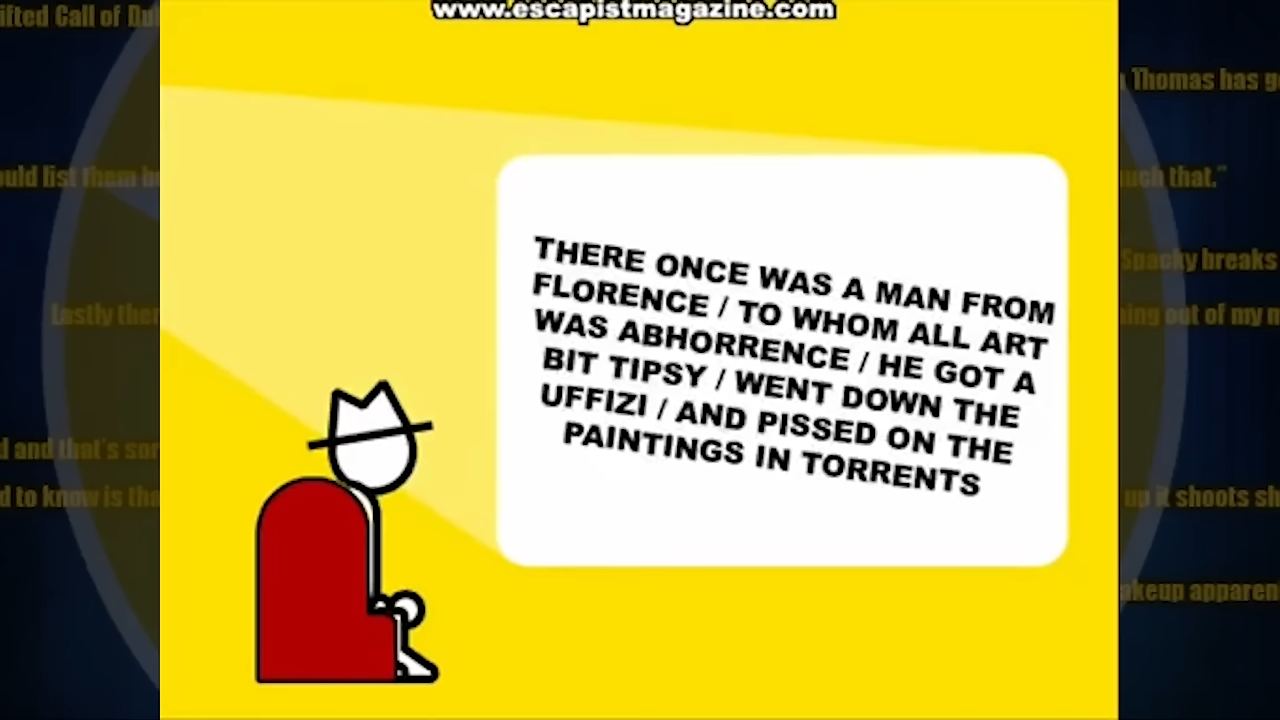 www.escapistmagazine.com
ifted Call of Du
Thomas has g
ould list them b
uch that."
THERE ONCE WAS A MAN FROM
FLORENCE / TO WHOM ALL ART
WAS ABHORRENCE / HE GOT A
BIT TIPSY / WENT DOWN THE
UFFIZI / AND PISSED ON THE
PAINTINGS IN TORRENTS
Spacky breaks
Lastly ther
ing out of my n
d and that's sor
d to know is tha
up it shoots sh
akeup apparen